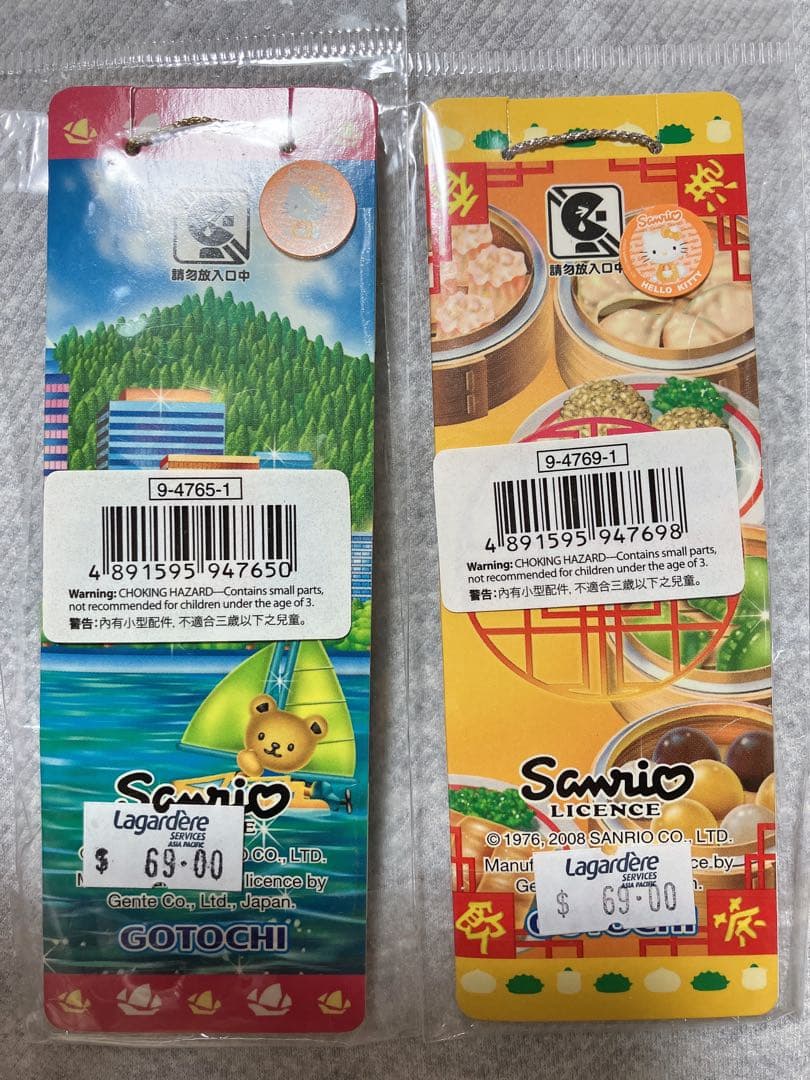 請勿放入口中
9-4765-1
4 891595 947650
Warning: CHOKING HAZARD—Contains small parts,
not recommended for children under the age of 3.
警告:內有小型配件, 不適合三歲以下之兒童。
Sanrio
CO., LTD.
licence by
Gente Co., Ltd., Japan.
Lagardère
SERVICES
ASIA PACIFIC
$ 69.00
GOTOCHI
香 港
請勿放入口中
Sanrio
HELLO KITTY
9-4769-1
4 891595 947698
Warning: CHOKING HAZARD—Contains small parts,
not recommended for children under the age of 3.
警告:內有小型配件, 不適合三歲以下之兒童。
Sanrio
LICENCE
© 1976, 2008 SANRIO CO., LTD.
Lagardère
SERVICES
ASIA PACIFIC
$ 69.00
GOTOCHI
飲 茶